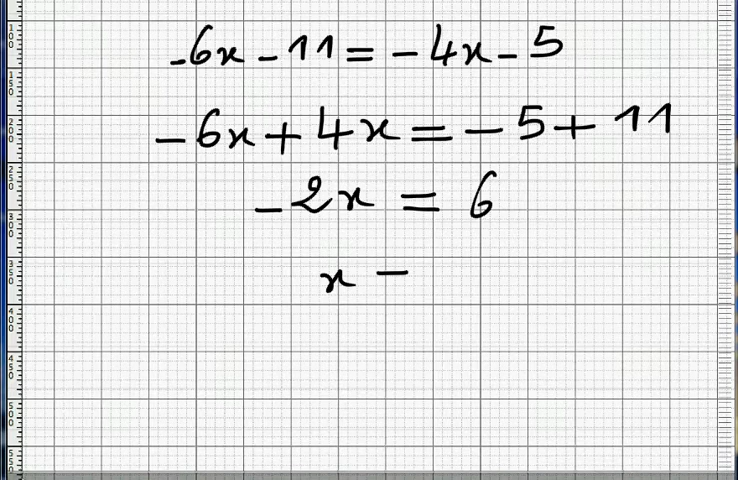 -6x - 11 = -4x - 5
-6x + 4x = -5 + 11
-2x = 6
x -